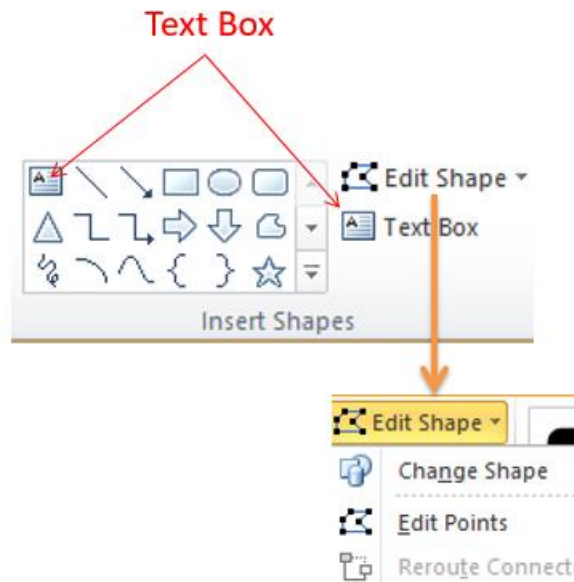 Text Box
Edit Shape
Text Box
Insert Shapes
Edit Shape
Change Shape
Edit Points
Reroute Connect